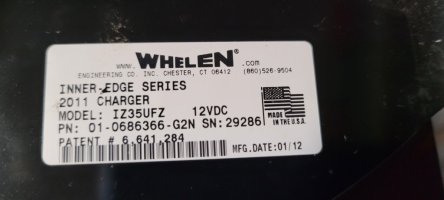 www. WHELEN® .com
ENGINEERING CO. INC. CHESTER, CT 06412 (860)526-9504
INNER-EDGE SERIES
2011 CHARGER
MODEL: IZ35UFZ 12VDC
PN: 01-0686366-G2N SN:29286
PATENT # 6,641,284
MADE IN THE U.S.A.
MFG.DATE:01/12